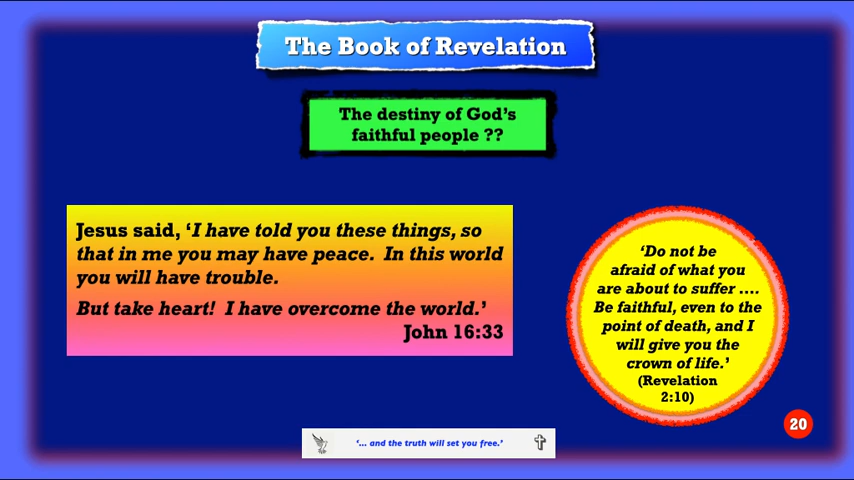 The Book of Revelation
The destiny of God's
faithful people ??
Jesus said, ‘I have told you these things, so
that in me you may have peace. In this world
you will have trouble.
But take heart! I have overcome the world.’
John 16:33
‘Do not be
afraid of what you
are about to suffer ....
Be faithful, even to the
point of death, and I
will give you the
crown of life.’
(Revelation
2:10)
20
‘... and the truth will set you free.’